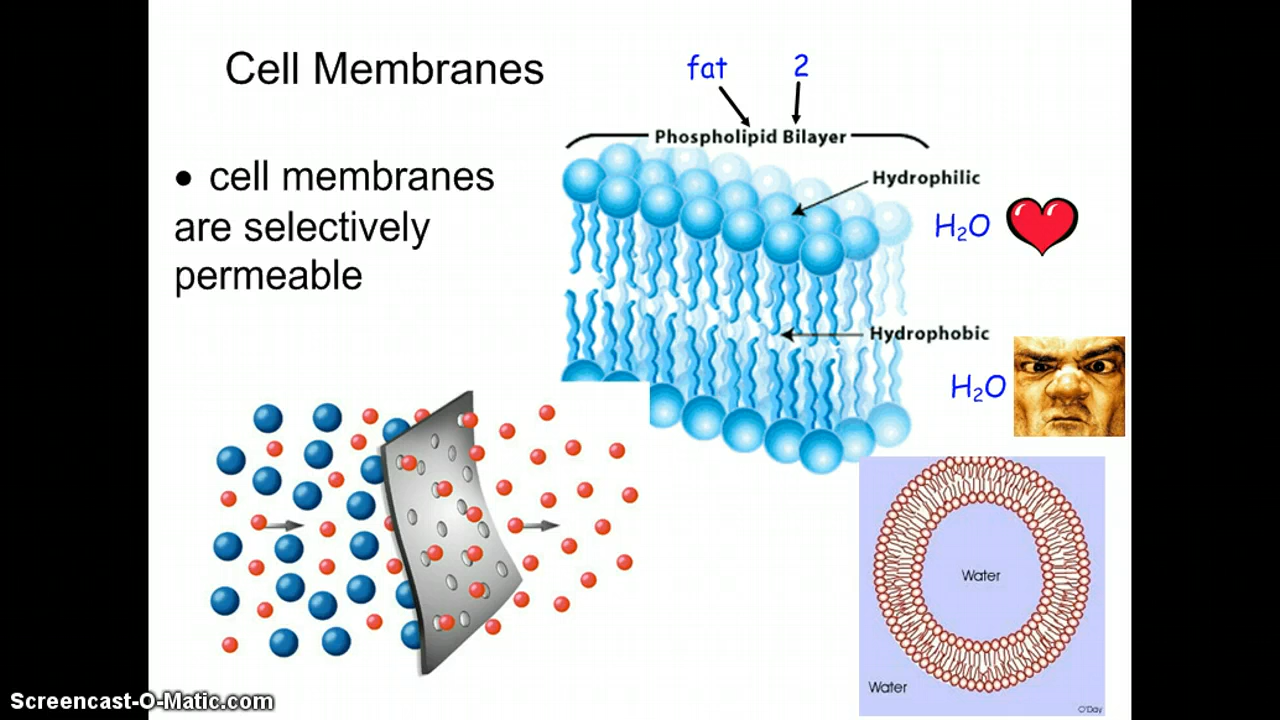 Cell Membranes
• cell membranes
are selectively
permeable
fat 2
Phospholipid Bilayer
Hydrophilic
H₂O
Hydrophobic
H₂O
Water
Water
O'Day
Screencast-O-Matic.com